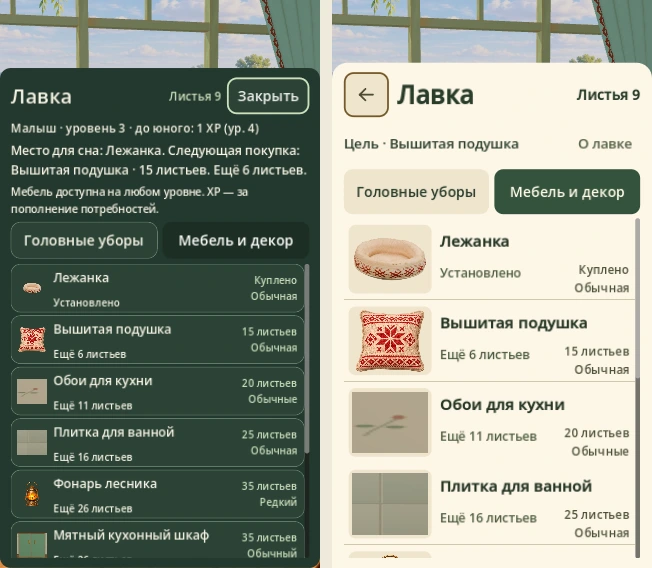 Лавка
Листья 9
Закрыть
Малыш · уровень 3 · до юного: 1 XP (ур. 4)
Место для сна: Лежанка. Следующая покупка:
Вышитая подушка · 15 листьев. Ещё 6 листьев.
Мебель доступна на любом уровне. XP — за
пополнение потребностей.
Головные уборы
Мебель и декор
Лежанка
Установлено
Куплено
Обычная
Вышитая подушка
Ещё 6 листьев
15 листьев
Обычная
Обои для кухни
Ещё 11 листьев
20 листьев
Обычные
Плитка для ванной
Ещё 16 листьев
25 листьев
Обычная
Фонарь лесника
Ещё 26 листьев
35 листьев
Редкий
Мятный кухонный шкаф
Ещё 26 листьев
35 листьев
Обычный
←
Лавка
Листья 9
Цель · Вышитая подушка
О лавке
Головные уборы
Мебель и декор
Лежанка
Установлено
Куплено
Обычная
Вышитая подушка
Ещё 6 листьев
15 листьев
Обычная
Обои для кухни
Ещё 11 листьев
20 листьев
Обычные
Плитка для ванной
Ещё 16 листьев
25 листьев
Обычная